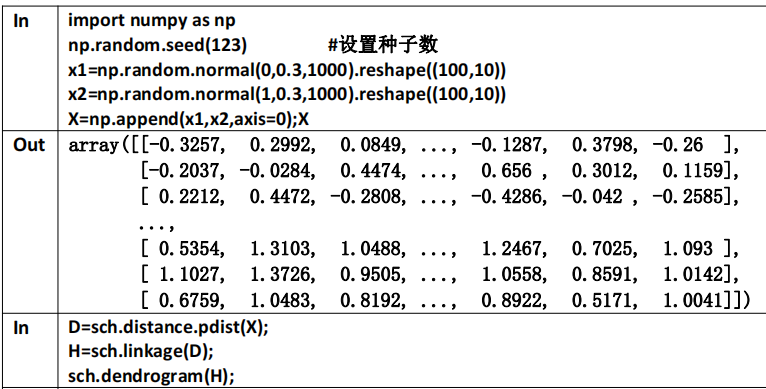 In import numpy as np
np.random.seed(123) #设置种子数
x1=np.random.normal(0,0.3,1000).reshape((100,10))
x2=np.random.normal(1,0.3,1000).reshape((100,10))
X=np.append(x1,x2,axis=0);X
Out array([[-0.3257, 0.2992, 0.0849, ..., -0.1287, 0.3798, -0.26 ],
[-0.2037, -0.0284, 0.4474, ..., 0.656 , 0.3012, 0.1159],
[ 0.2212, 0.4472, -0.2808, ..., -0.4286, -0.042 , -0.2585],
...,
[ 0.5354, 1.3103, 1.0488, ..., 1.2467, 0.7025, 1.093 ],
[ 1.1027, 1.3726, 0.9505, ..., 1.0558, 0.8591, 1.0142],
[ 0.6759, 1.0483, 0.8192, ..., 0.8922, 0.5171, 1.0041]])
In D=sch.distance.pdist(X);
H=sch.linkage(D);
sch.dendrogram(H);